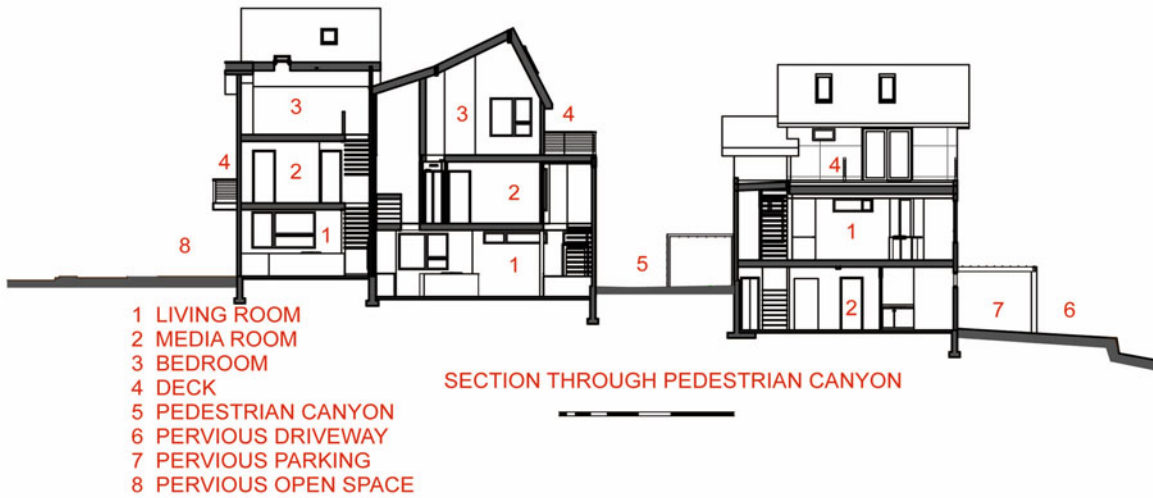 3
4
3
4
2
4
2
1
1
8
1
5
2
7
6
1 LIVING ROOM
2 MEDIA ROOM
3 BEDROOM
4 DECK
5 PEDESTRIAN CANYON
6 PERVIOUS DRIVEWAY
7 PERVIOUS PARKING
8 PERVIOUS OPEN SPACE
SECTION THROUGH PEDESTRIAN CANYON